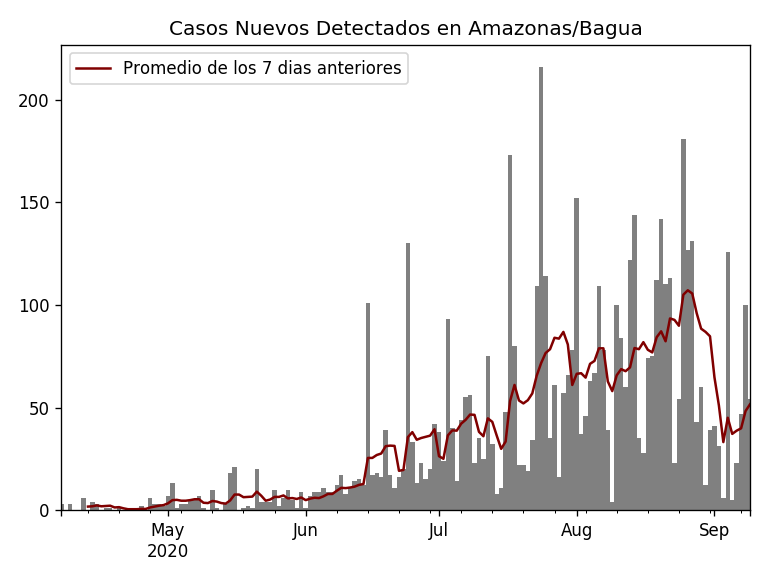 Casos Nuevos Detectados en Amazonas/Bagua
Promedio de los 7 dias anteriores
200
150
100
50
0
May Jun Jul Aug Sep
2020